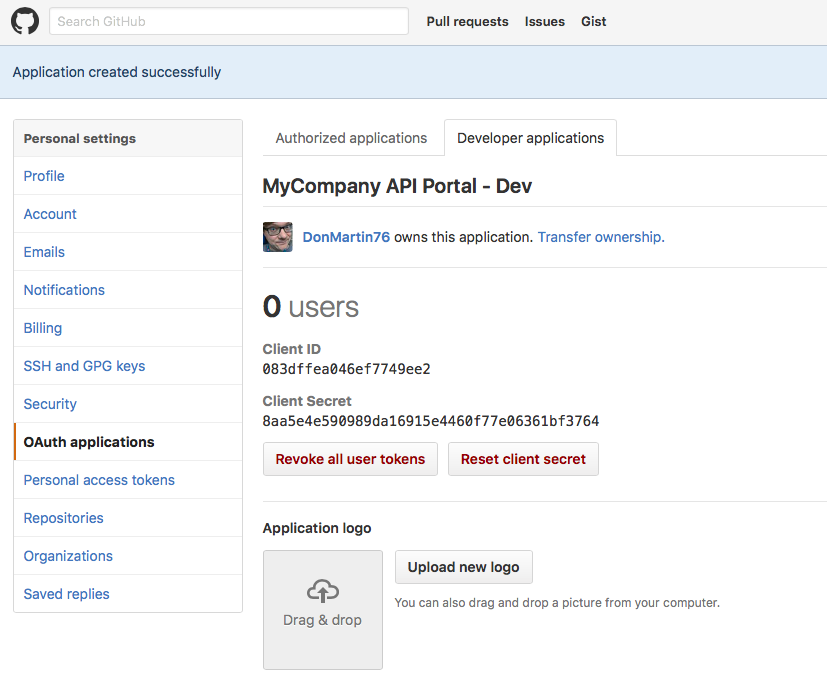 Search GitHub
Pull requests Issues Gist
Application created successfully
Personal settings
Profile
Account
Emails
Notifications
Billing
SSH and GPG keys
Security
OAuth applications
Personal access tokens
Repositories
Organizations
Saved replies
Authorized applications Developer applications
MyCompany API Portal - Dev
DonMartin76 owns this application. Transfer ownership.
0 users
Client ID
083dffea046ef7749ee2
Client Secret
8aa5e4e590989da16915e4460f77e06361bf3764
Revoke all user tokens Reset client secret
Application logo
Drag & drop
Upload new logo
You can also drag and drop a picture from your computer.